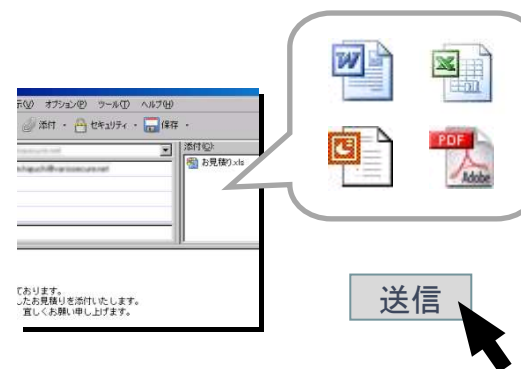 示(V) オプション(P) ツール(T) ヘルプ(H)
添付 セキュリティ 保存
添付(C):
お見積り.xls
ております。
したお見積りを添付いたします。
宜しくお願い申し上げます。
W
X
PDF
Adobe
送信